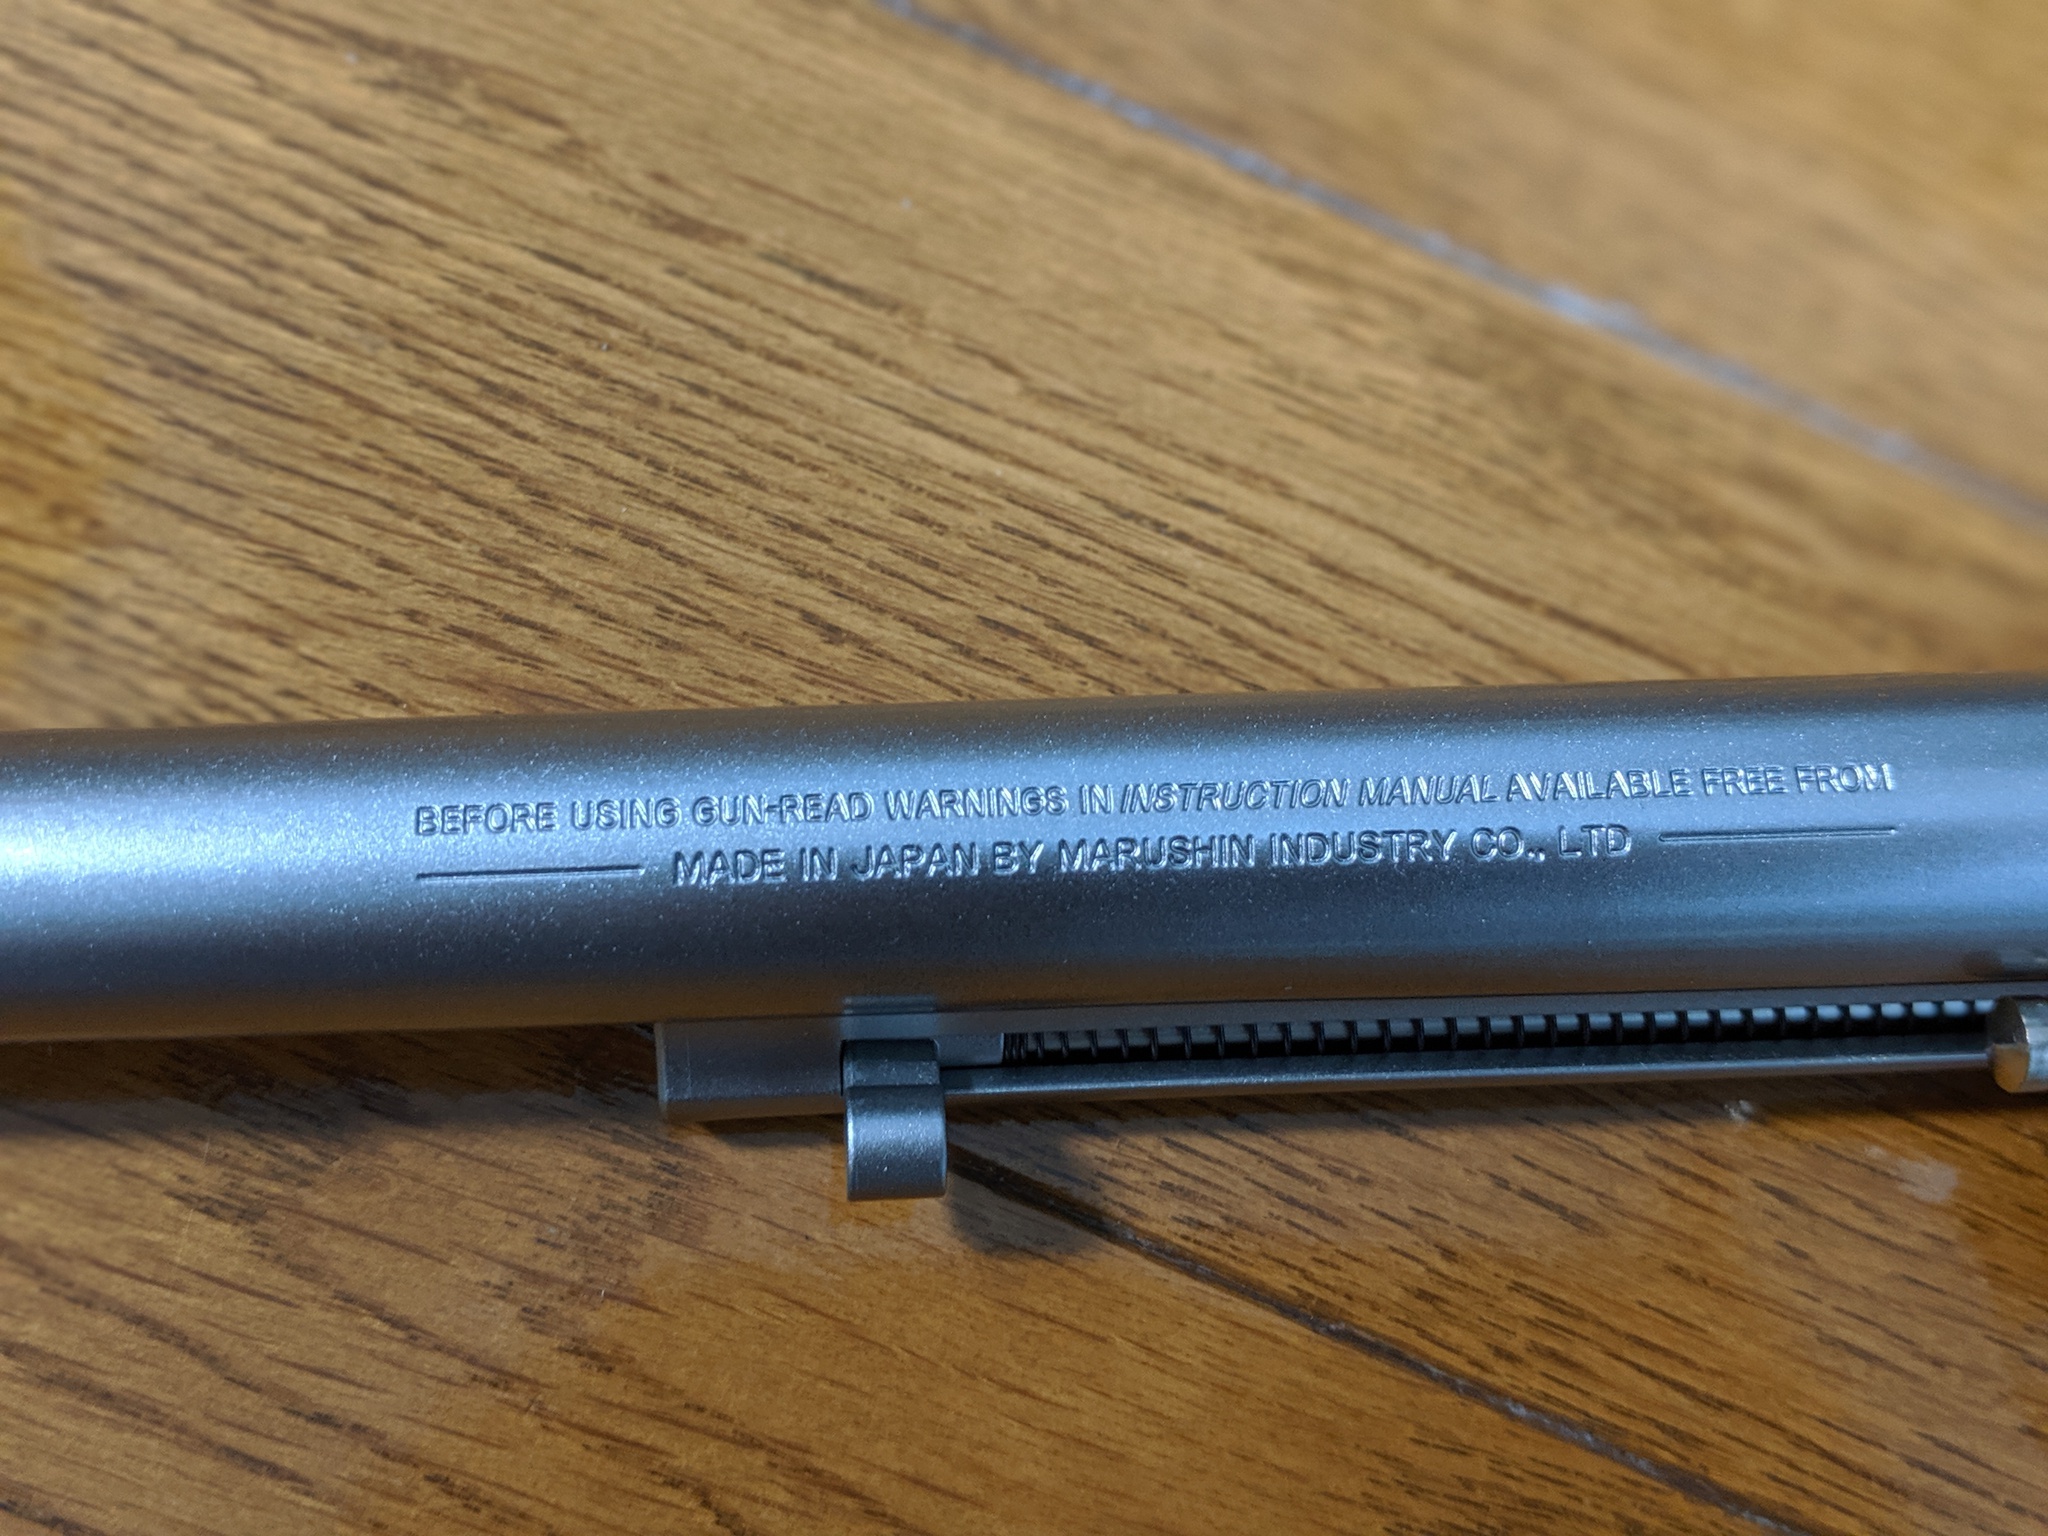 BEFORE USING GUN-READ WARNINGS IN INSTRUCTION MANUAL AVAILABLE FREE FROM
MADE IN JAPAN BY MARUSHIN INDUSTRY CO., LTD